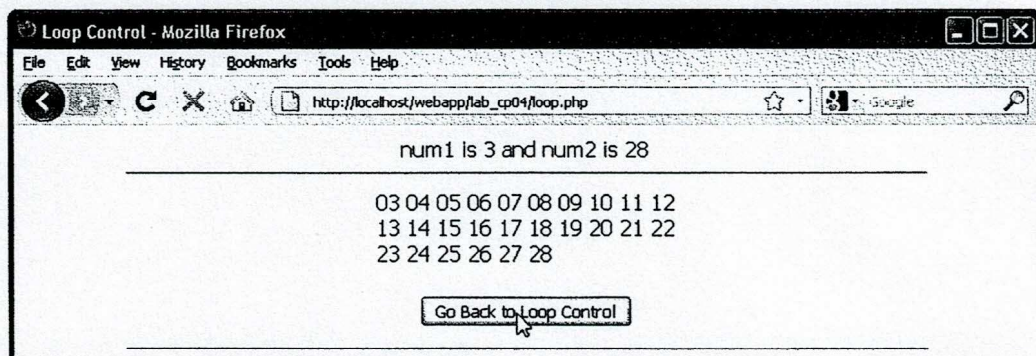 Loop Control - Mozilla Firefox
File Edit View History Bookmarks Tools Help
http://localhost/webapp/lab_cp04/loop.php Google
num1 is 3 and num2 is 28
03 04 05 06 07 08 09 10 11 12
13 14 15 16 17 18 19 20 21 22
23 24 25 26 27 28
Go Back to Loop Control